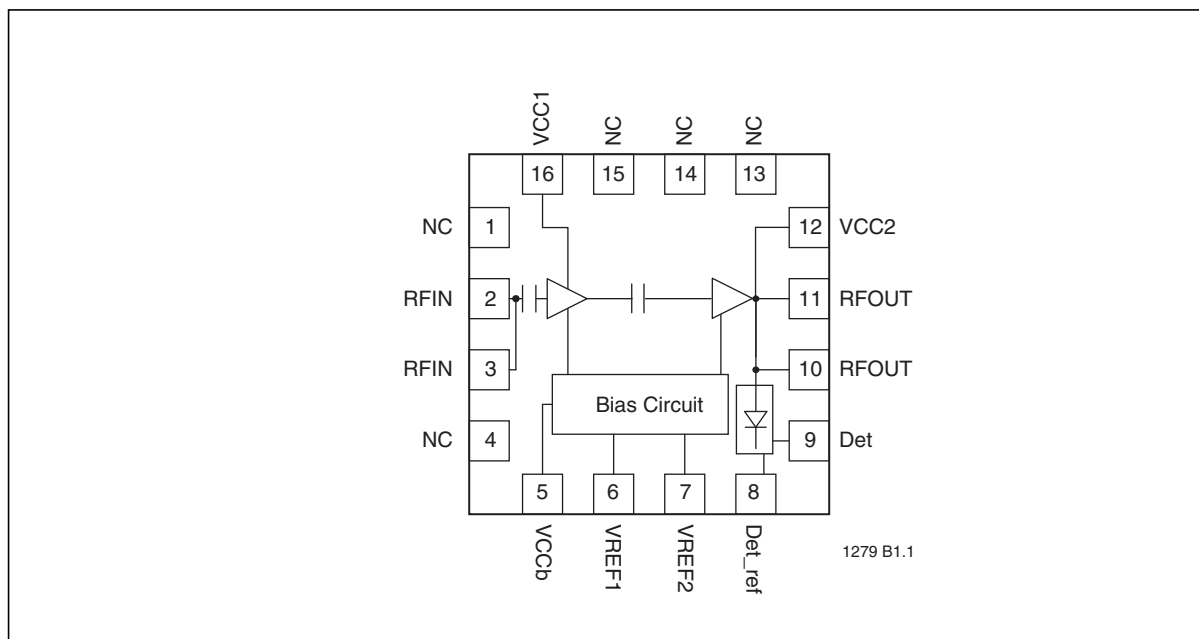 VCC1
NC
NC
NC
16
15
14
13
NC
1
12
VCC2
RFIN
2
11
RFOUT
RFIN
3
10
RFOUT
Bias Circuit
NC
4
9
Det
5
6
7
8
VCCb
VREF1
VREF2
Det_ref
1279 B1.1